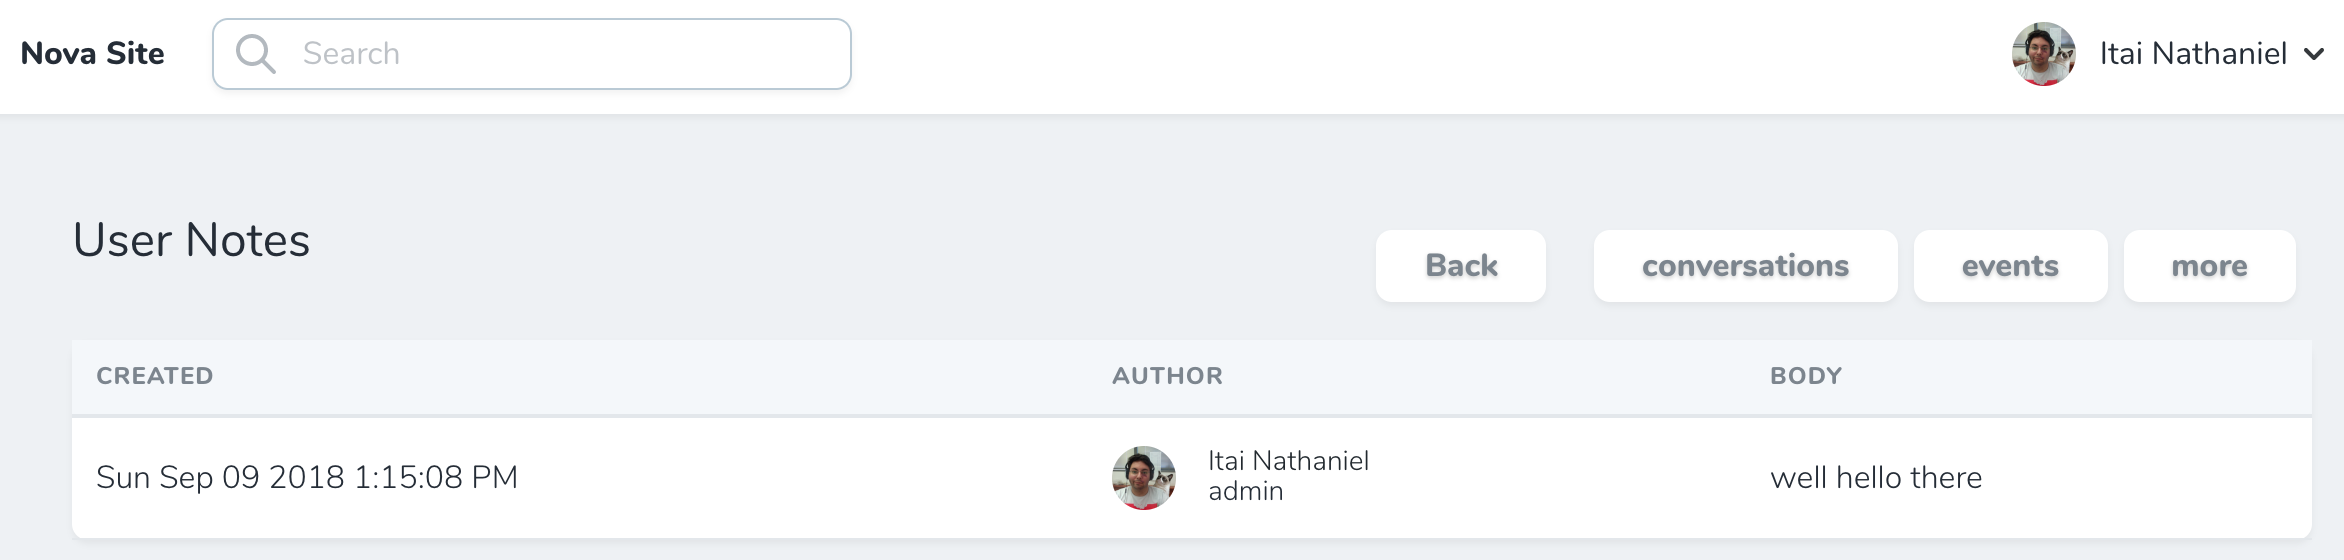 Nova Site
Search
Itai Nathaniel
User Notes
Back
conversations
events
more
CREATED
AUTHOR
BODY
Sun Sep 09 2018 1:15:08 PM
Itai Nathaniel
admin
well hello there